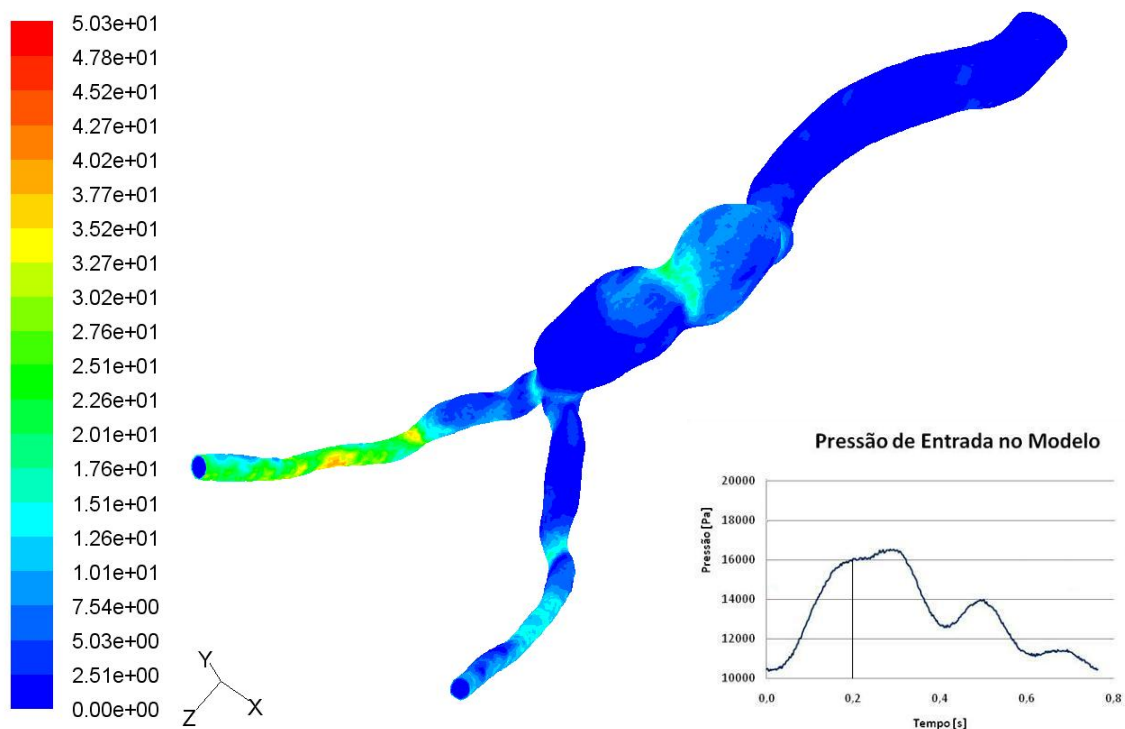 5.03e+01
4.78e+01
4.52e+01
4.27e+01
4.02e+01
3.77e+01
3.52e+01
3.27e+01
3.02e+01
2.76e+01
2.51e+01
2.26e+01
2.01e+01
1.76e+01
1.51e+01
1.26e+01
1.01e+01
7.54e+00
5.03e+00
2.51e+00
0.00e+00
Y
Z
X
Pressão de Entrada no Modelo
Pressão [Pa]
20000
18000
16000
14000
12000
10000
0,0 0,2 0,4 0,6 0,8
Tempo [s]